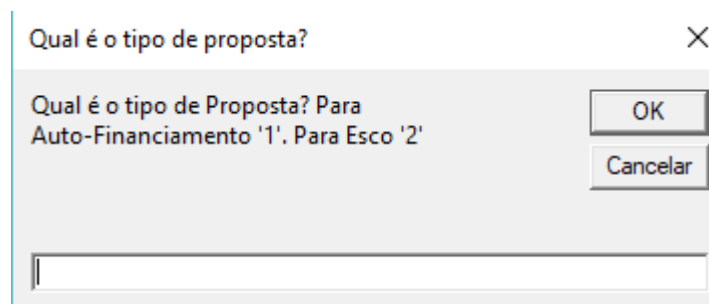 Qual é o tipo de proposta?
Qual é o tipo de Proposta? Para
Auto-Financiamento '1'. Para Esco '2'
OK
Cancelar